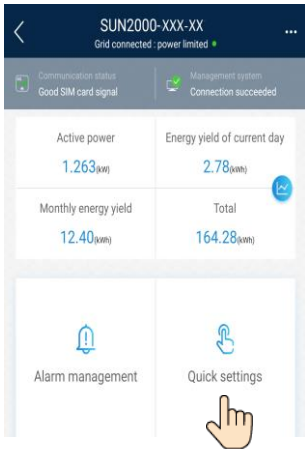 SUN2000-XXX-XX
Grid connected : power limited
Communication status
Good SIM card signal
Management system
Connection succeeded
Active power
1.263(kW)
Energy yield of current day
2.78(kWh)
Monthly energy yield
12.40(kWh)
Total
164.28(kWh)
Alarm management
Quick settings